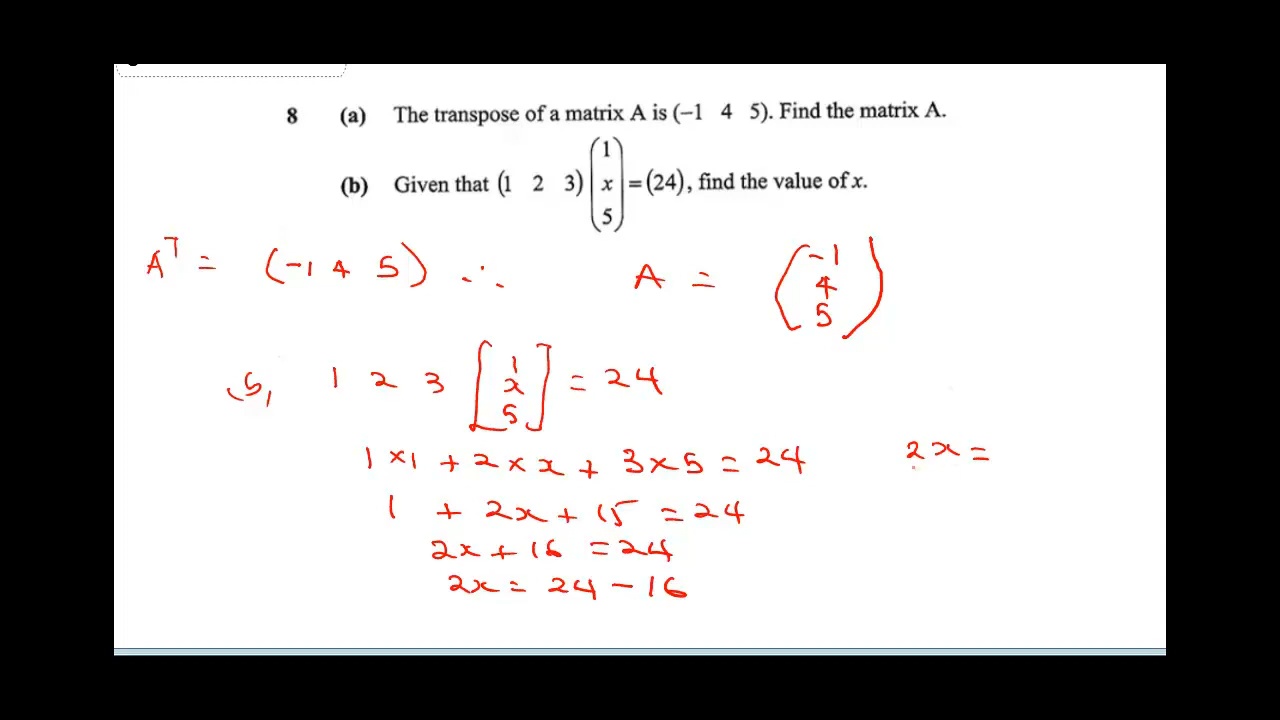 8 (a) The transpose of a matrix A is (−1 4 5). Find the matrix A.
(b) Given that (1 2 3) (1 x 5) = (24), find the value of x.
A^T = (-1 4 5) ∴ A = (-1 4 5)
1 2 3 [1 x 5] = 24
1 × 1 + 2 × x + 3 × 5 = 24
1 + 2x + 15 = 24
2x + 16 = 24
2x = 24 - 16
2x =